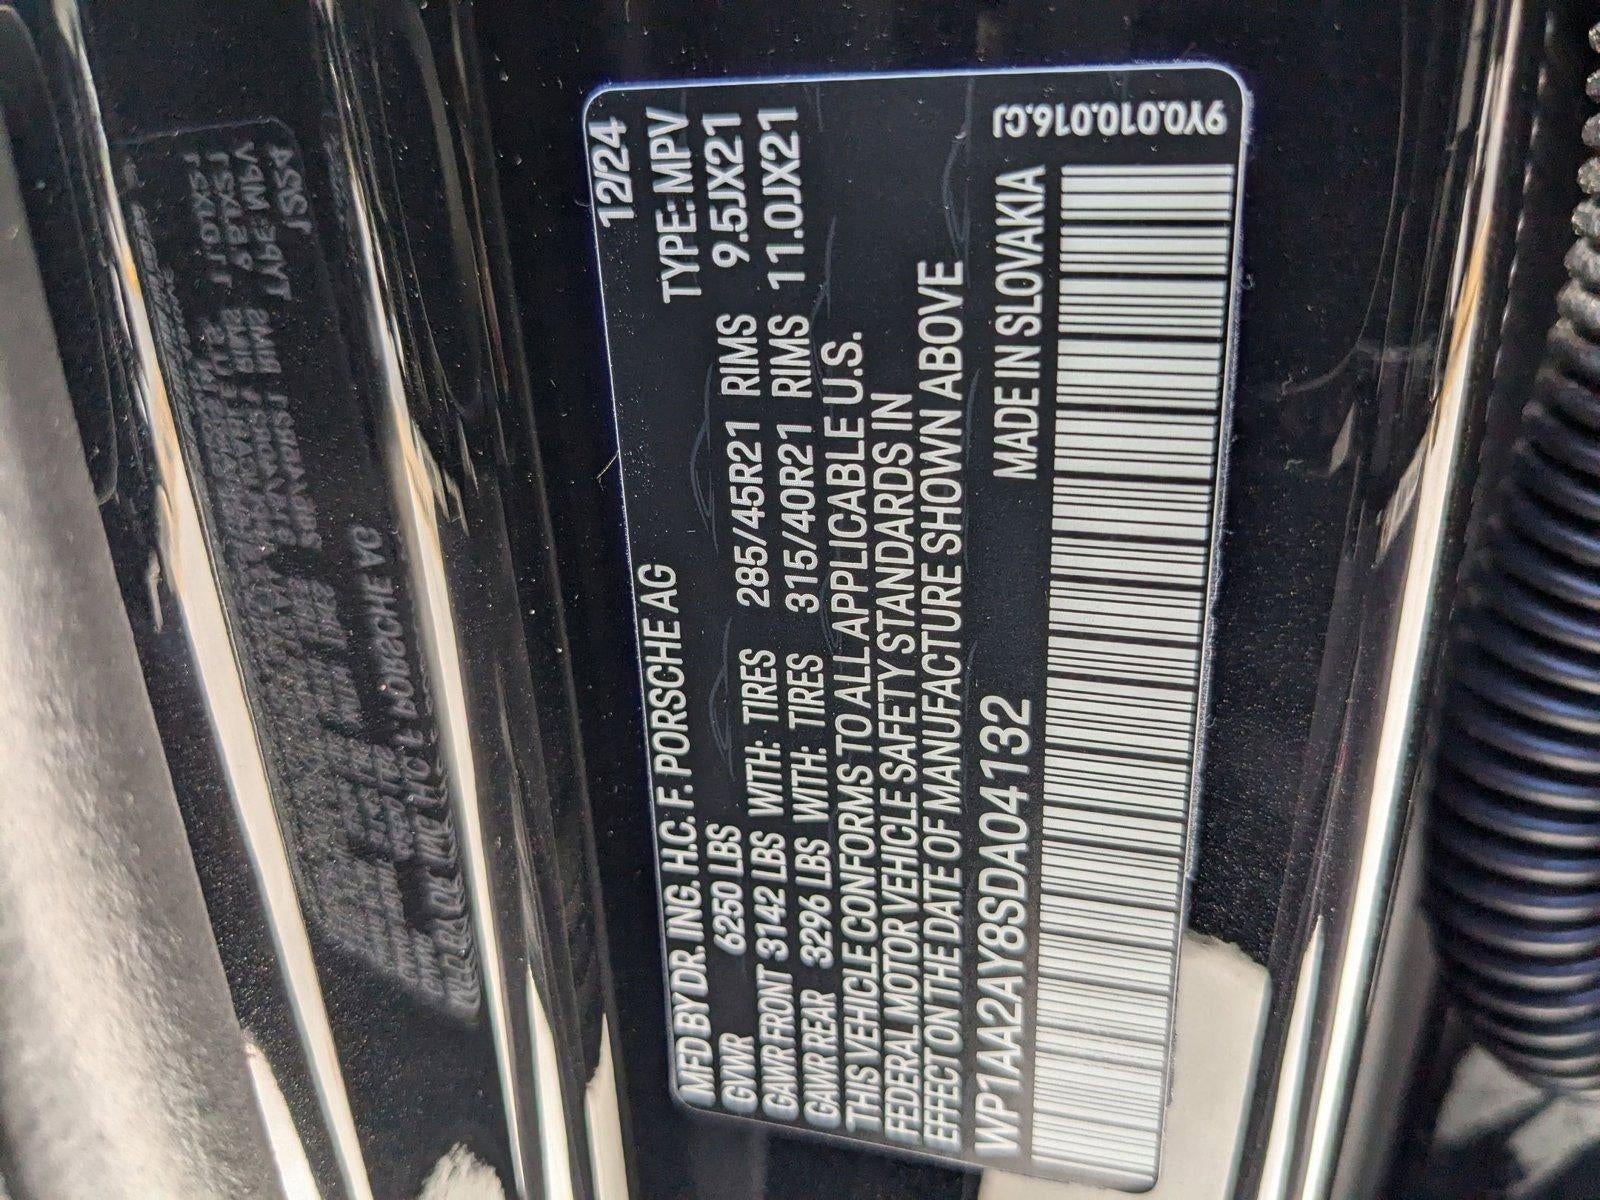 12/24
MFD BY DR. ING. H.C. F. PORSCHE AG TYPE: MPV
GVWR 6250 LBS
GAWR FRONT 3142 LBS WITH: TIRES 285/45R21 RIMS 9.5JX21
GAWR REAR 3296 LBS WITH: TIRES 315/40R21 RIMS 11.0JX21
THIS VEHICLE CONFORMS TO ALL APPLICABLE U.S.
FEDERAL MOTOR VEHICLE SAFETY STANDARDS IN
EFFECT ON THE DATE OF MANUFACTURE SHOWN ABOVE
WP1AA2AY8SDA04132 MADE IN SLOVAKIA
9Y0.010.016.CJ